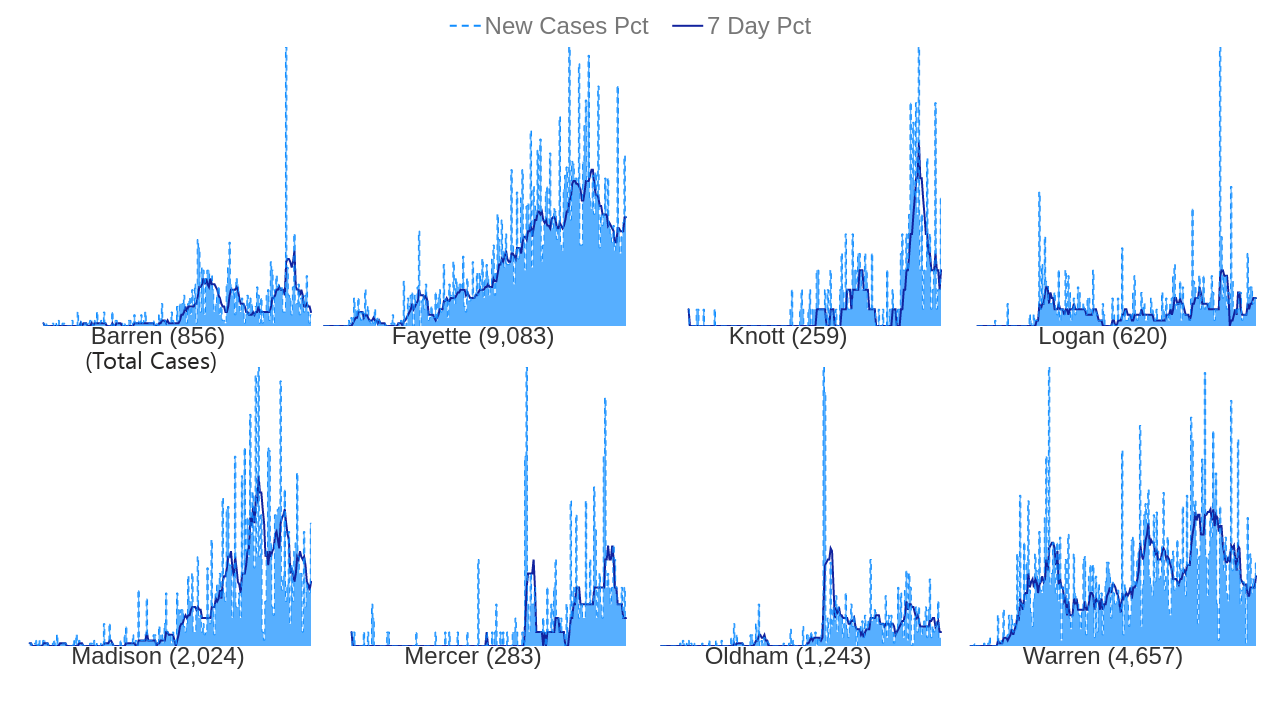 New Cases Pct 7 Day Pct
Barren (856) Fayette (9,083) Knott (259) Logan (620)
(Total Cases)
Madison (2,024) Mercer (283) Oldham (1,243) Warren (4,657)